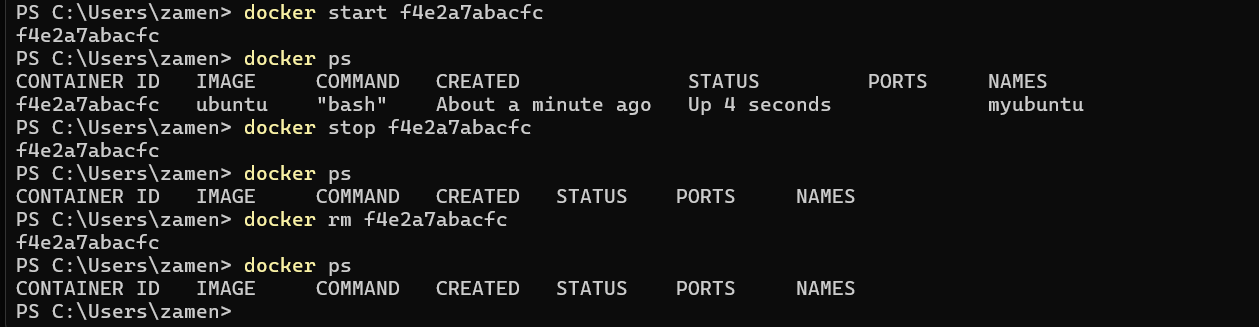 PS C:\Users\zamen> docker start f4e2a7abacfc
f4e2a7abacfc
PS C:\Users\zamen> docker ps
CONTAINER ID   IMAGE     COMMAND   CREATED              STATUS         PORTS     NAMES
f4e2a7abacfc   ubuntu    "bash"    About a minute ago   Up 4 seconds             myubuntu
PS C:\Users\zamen> docker stop f4e2a7abacfc
f4e2a7abacfc
PS C:\Users\zamen> docker ps
CONTAINER ID   IMAGE     COMMAND   CREATED   STATUS    PORTS     NAMES
PS C:\Users\zamen> docker rm f4e2a7abacfc
f4e2a7abacfc
PS C:\Users\zamen> docker ps
CONTAINER ID   IMAGE     COMMAND   CREATED   STATUS    PORTS     NAMES
PS C:\Users\zamen>